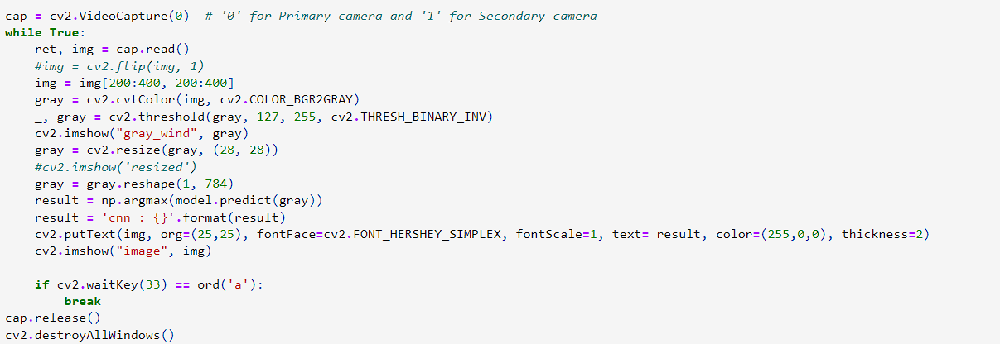 cap = cv2.VideoCapture(0)  # '0' for Primary camera and '1' for Secondary camera
while True:
    ret, img = cap.read()
    #img = cv2.flip(img, 1)
    img = img[200:400, 200:400]
    gray = cv2.cvtColor(img, cv2.COLOR_BGR2GRAY)
    _, gray = cv2.threshold(gray, 127, 255, cv2.THRESH_BINARY_INV)
    cv2.imshow("gray_wind", gray)
    gray = cv2.resize(gray, (28, 28))
    #cv2.imshow('resized')
    gray = gray.reshape(1, 784)
    result = np.argmax(model.predict(gray))
    result = 'cnn : {}'.format(result)
    cv2.putText(img, org=(25,25), fontFace=cv2.FONT_HERSHEY_SIMPLEX, fontScale=1, text= result, color=(255,0,0), thickness=2)
    cv2.imshow("image", img)

    if cv2.waitKey(33) == ord('a'):
        break
cap.release()
cv2.destroyAllWindows()